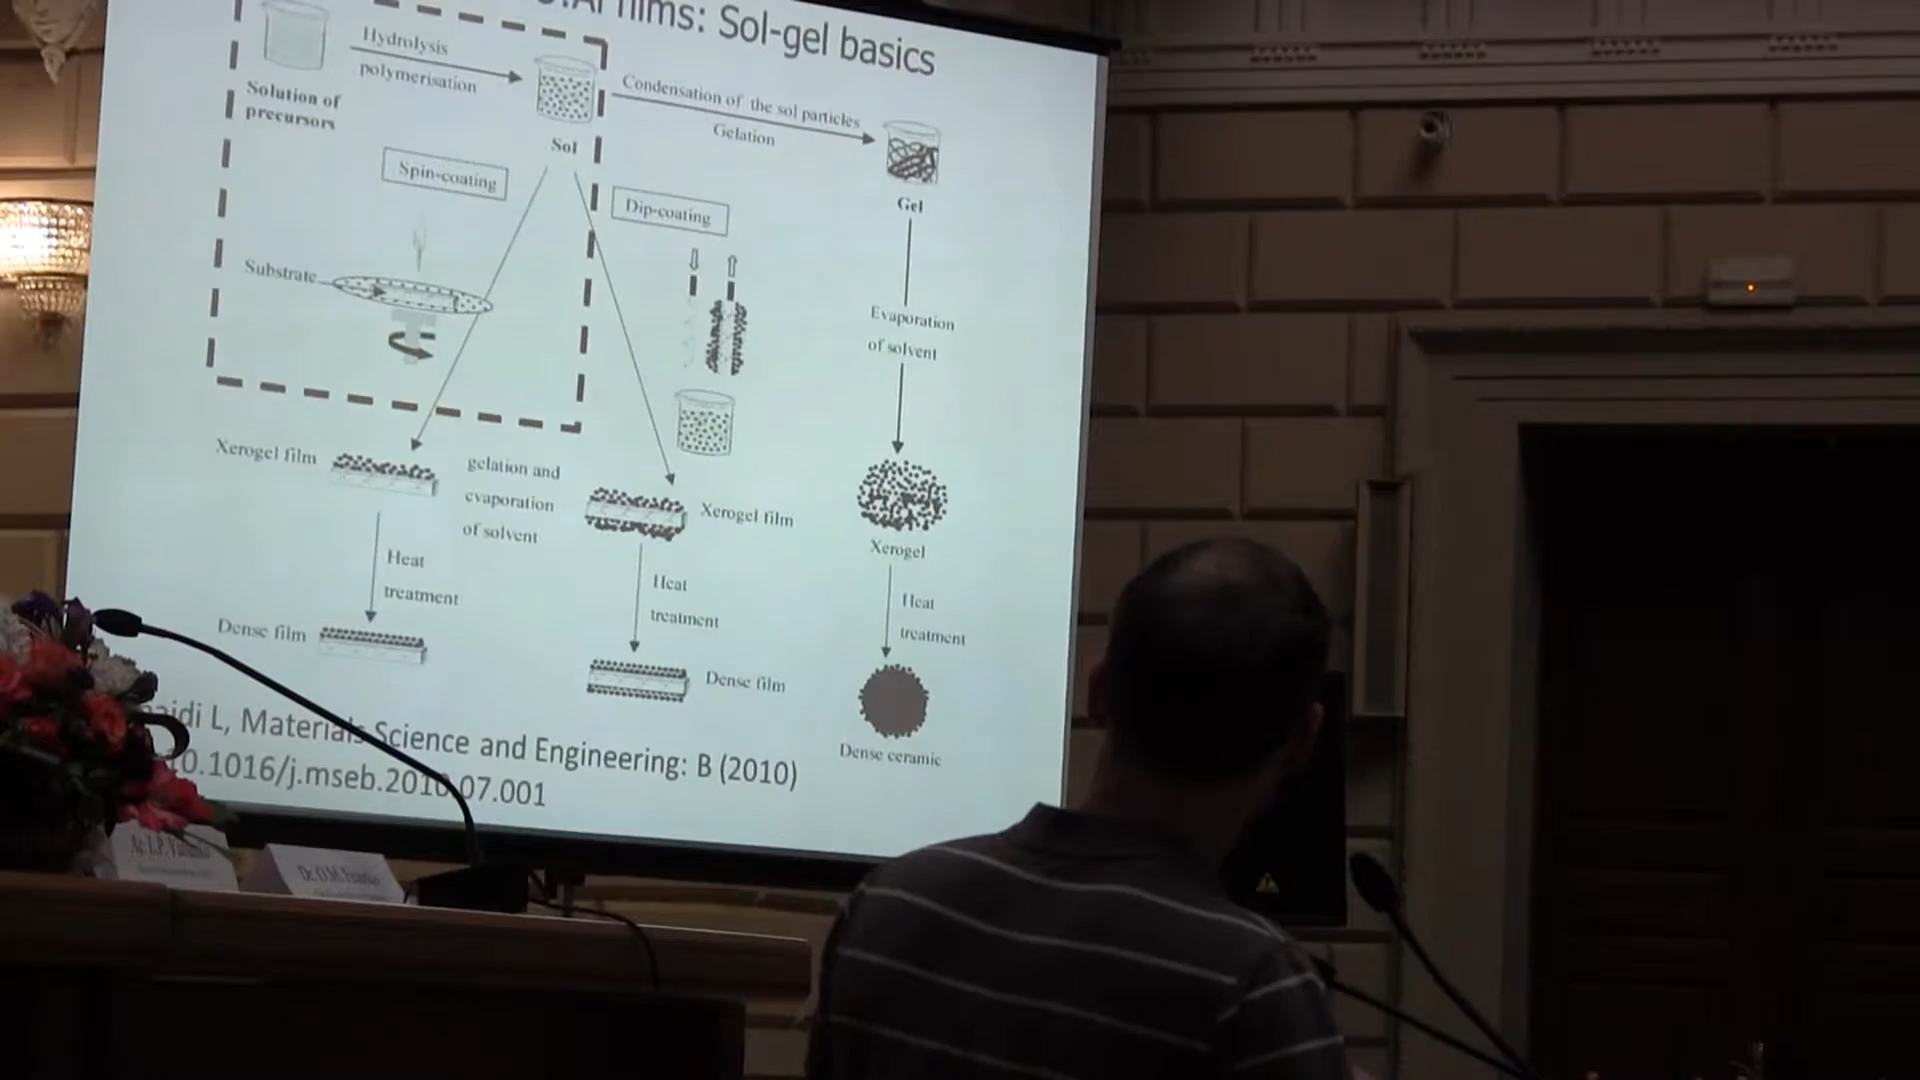 films: Sol-gel basics
Hydrolysis
polymerisation
Solution of
precursors
Sol
Condensation of the sol particles
Gelation
Gel
Spin-coating
Dip-coating
Substrate
Evaporation
of solvent
Xerogel film
gelation and
evaporation
of solvent
Xerogel film
Xerogel
Heat
treatment
Heat
treatment
Heat
treatment
Dense film
Dense film
Dense ceramic
L, Materials Science and Engineering: B (2010)
10.1016/j.mseb.2010.07.001